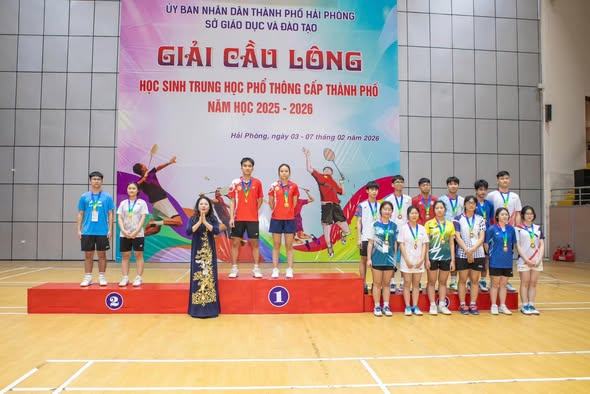 ỦY BAN NHÂN DÂN THÀNH PHỐ HẢI PHÒNG
SỞ GIÁO DỤC VÀ ĐÀO TẠO
GIẢI CẦU LÔNG
HỌC SINH TRUNG HỌC PHỔ THÔNG CẤP THÀNH PHỐ
NĂM HỌC 2025 - 2026
Hải Phòng, ngày 03 - 07 tháng 02 năm 2026
2
1